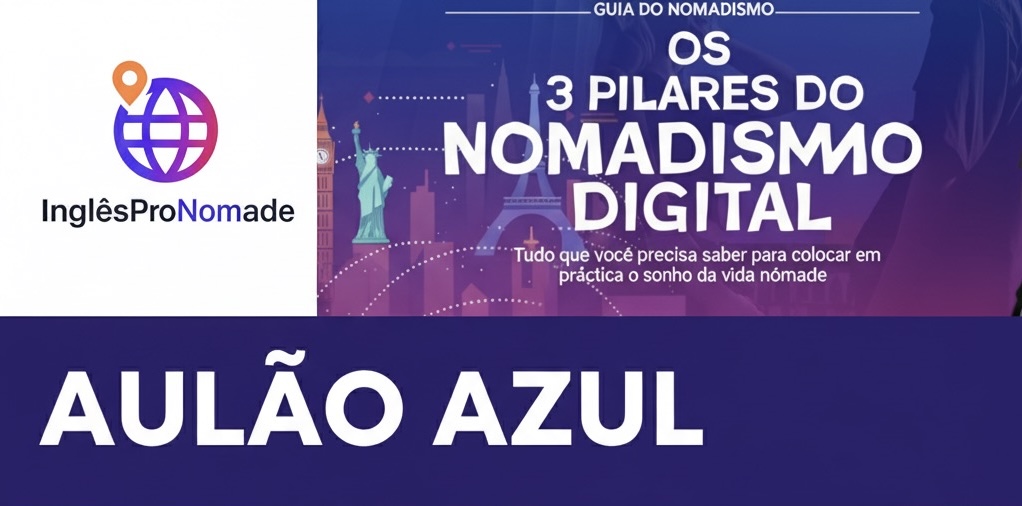 InglêsProNomade
GUIA DO NOMADISMO
OS
3 PILARES DO
NOMADISMMO
DIGITAL
Tudo que você precisa saber para colocar em
práctica o sonho da vida nómade
AULÃO AZUL